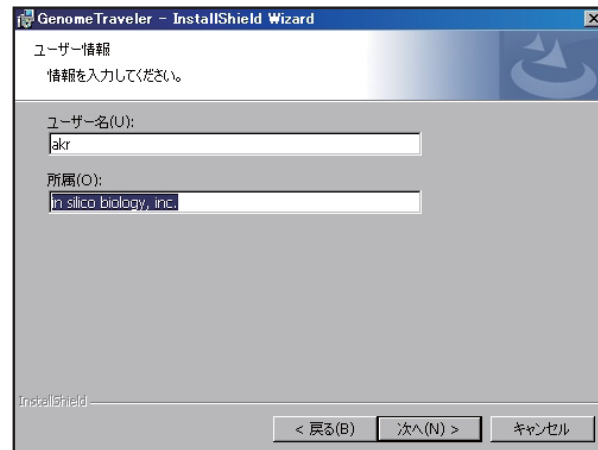 GenomeTraveler - InstallShield Wizard
ユーザー情報
情報を入力してください。
ユーザー名(U):
akr
所属(O):
in silico biology, inc.
InstallShield
< 戻る(B)
次へ(N) >
キャンセル